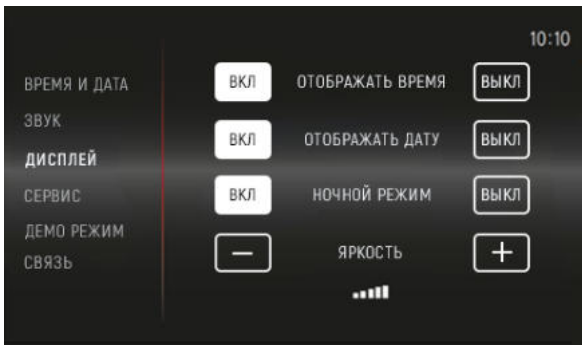 10:10
ВРЕМЯ И ДАТА
ЗВУК
ДИСПЛЕЙ
СЕРВИС
ДЕМО РЕЖИМ
СВЯЗЬ
ВКЛ ОТОБРАЖАТЬ ВРЕМЯ ВЫКЛ
ВКЛ ОТОБРАЖАТЬ ДАТУ ВЫКЛ
ВКЛ НОЧНОЙ РЕЖИМ ВЫКЛ
− ЯРКОСТЬ +